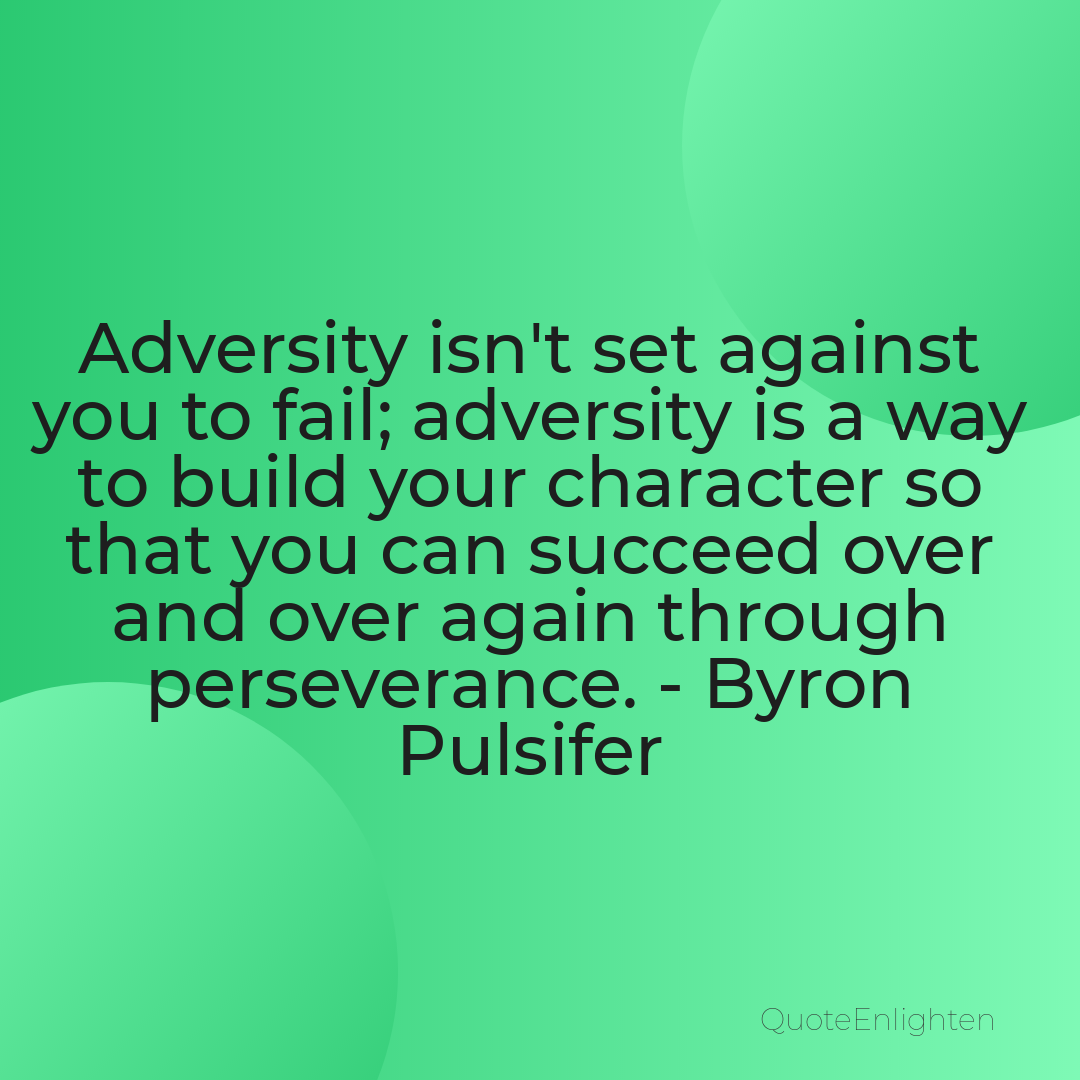 Adversity isn't set against
you to fail; adversity is a way
to build your character so
that you can succeed over
and over again through
perseverance. - Byron
Pulsifer
QuoteEnlighten